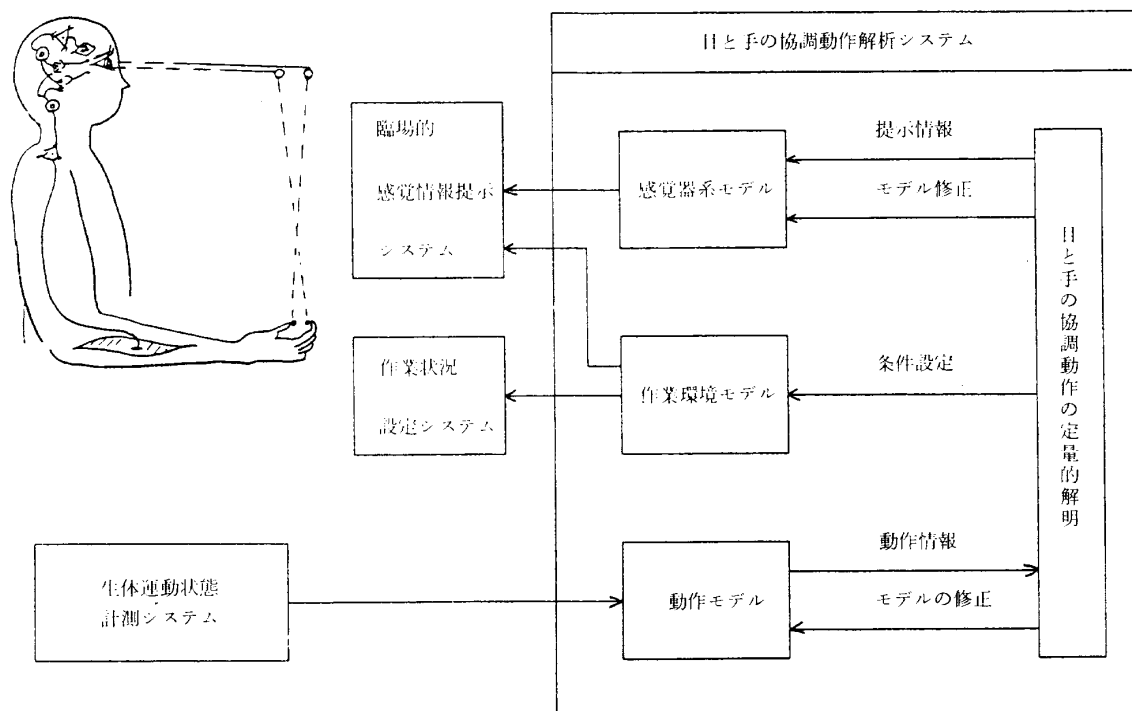 目と手の協調動作解析システム
臨場的
感覚情報提示
システム
感覚器系モデル
提示情報
モデル修正
作業状況
設定システム
作業環境モデル
条件設定
生体運動状態
計測システム
動作モデル
動作情報
モデルの修正
目と手の協調動作の定量的解明